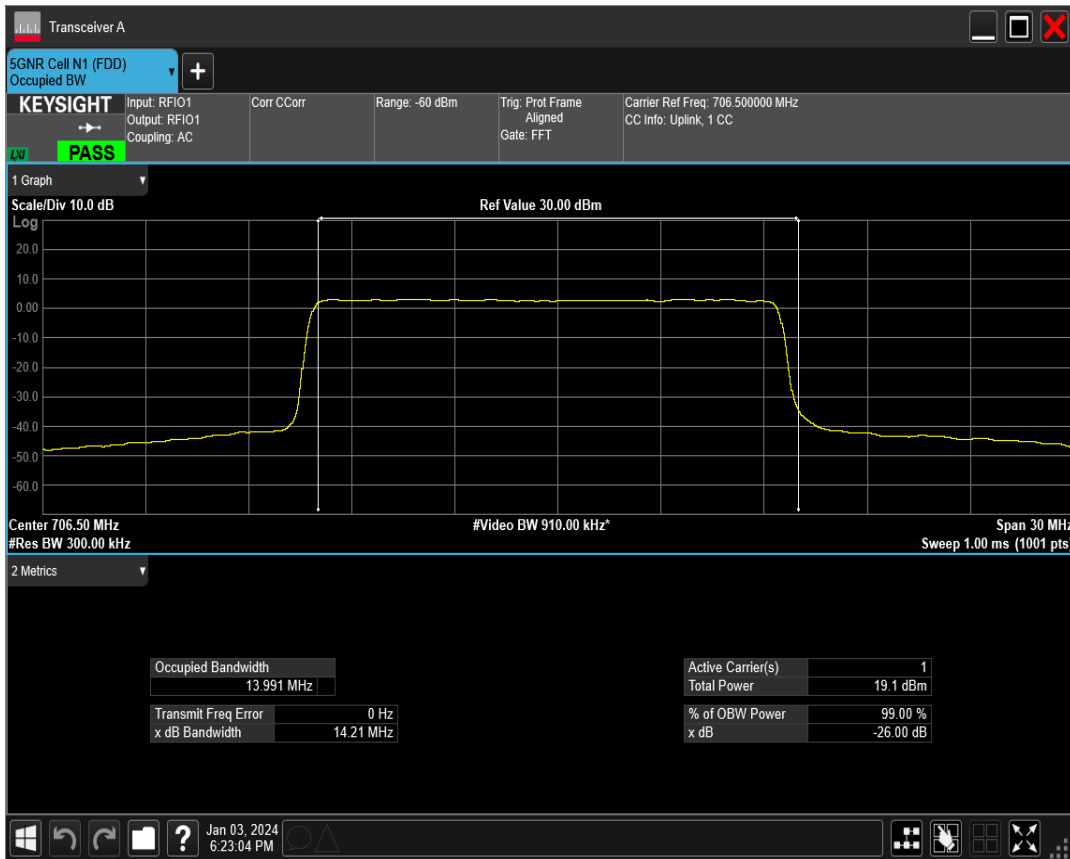 Transceiver A
5GNR Cell N1 (FDD)
Occupied BW
KEYSIGHT
LXI
PASS
Input: RFIO1
Output: RFIO1
Coupling: AC
Corr CCorr
Range: -60 dBm
Trig: Prot Frame
Aligned
Gate: FFT
Carrier Ref Freq: 706.500000 MHz
CC Info: Uplink, 1 CC
1 Graph
Scale/Div 10.0 dB
Ref Value 30.00 dBm
Log
20.0
10.0
0.00
-10.0
-20.0
-30.0
-40.0
-50.0
-60.0
Center 706.50 MHz
#Video BW 910.00 kHz*
Span 30 MHz
#Res BW 300.00 kHz
Sweep 1.00 ms (1001 pts)
2 Metrics
Occupied Bandwidth
13.991 MHz
Transmit Freq Error 0 Hz
x dB Bandwidth 14.21 MHz
Active Carrier(s) 1
Total Power 19.1 dBm
% of OBW Power 99.00 %
x dB -26.00 dB
?
Jan 03, 2024
6:23:04 PM